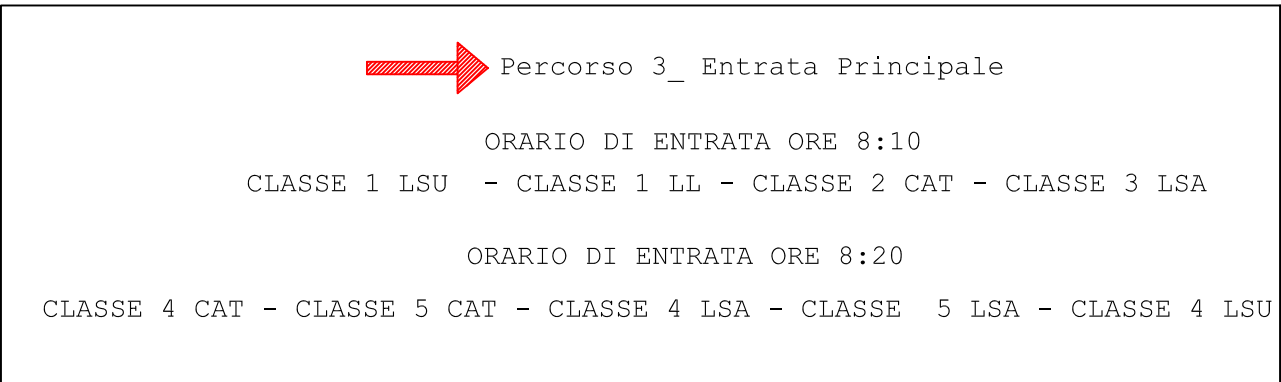 Percorso 3_ Entrata Principale
ORARIO DI ENTRATA ORE 8:10
CLASSE 1 LSU - CLASSE 1 LL - CLASSE 2 CAT - CLASSE 3 LSA
ORARIO DI ENTRATA ORE 8:20
CLASSE 4 CAT - CLASSE 5 CAT - CLASSE 4 LSA - CLASSE 5 LSA - CLASSE 4 LSU